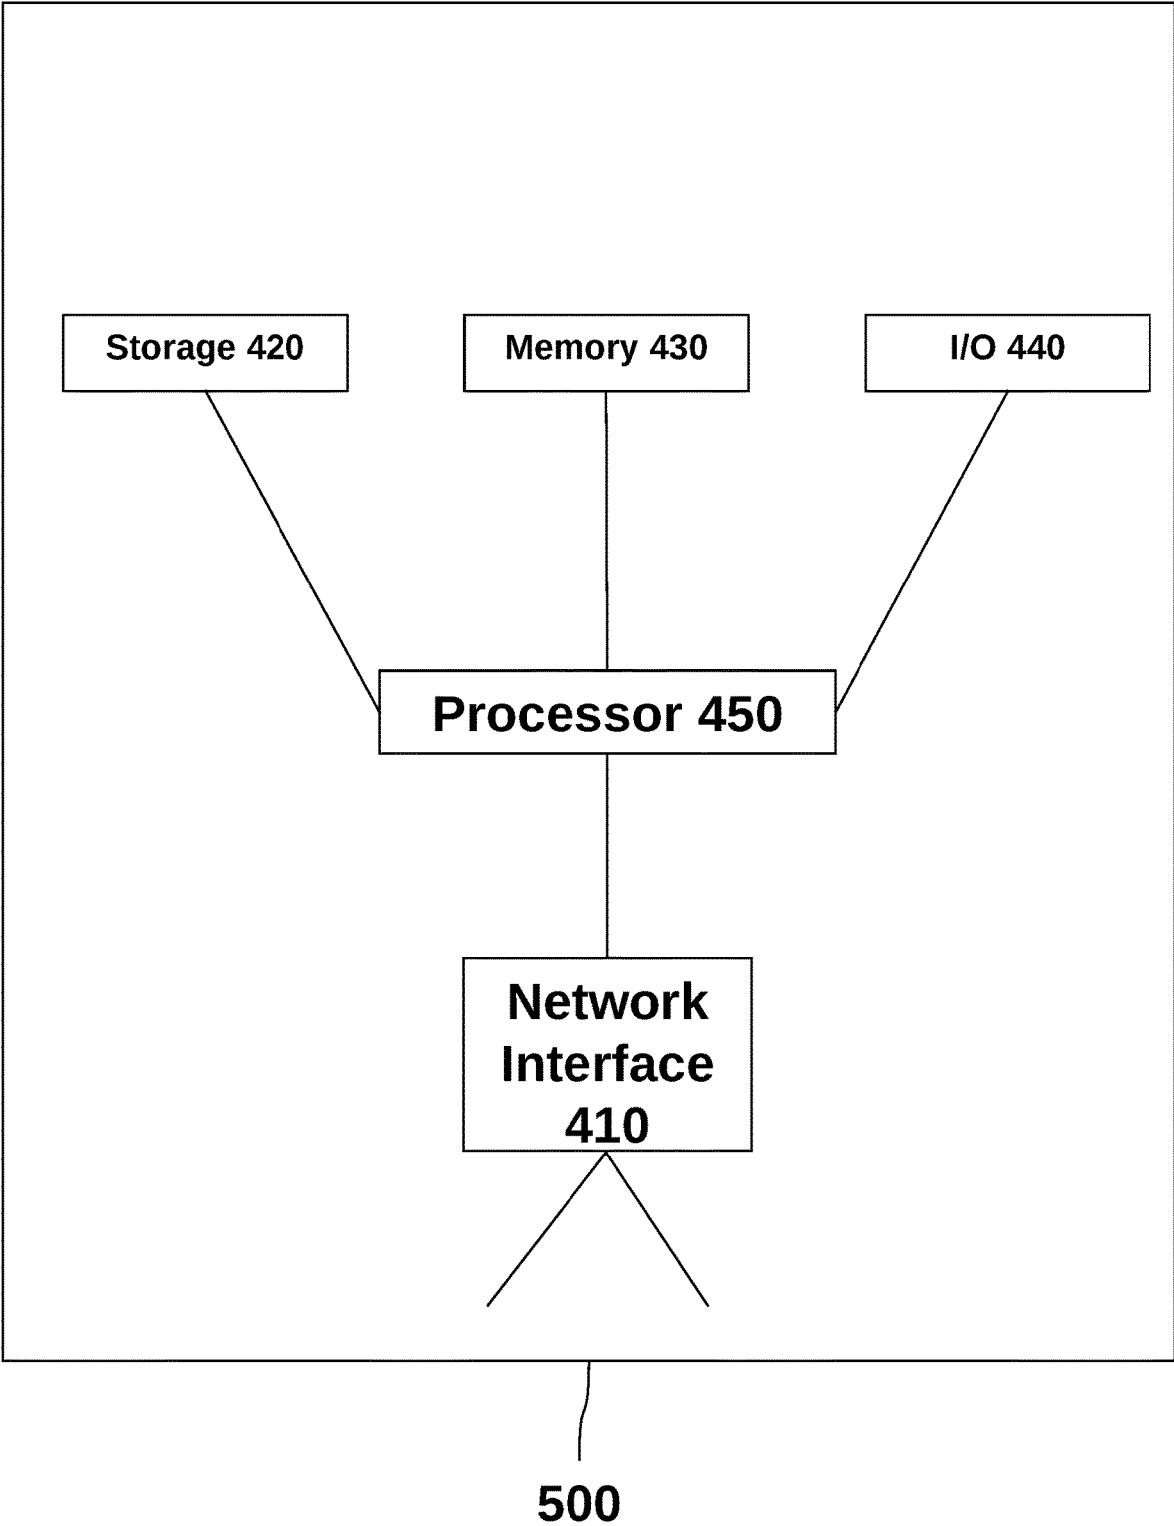 Storage 420
Memory 430
I/O 440
Processor 450
Network
Interface
410
500